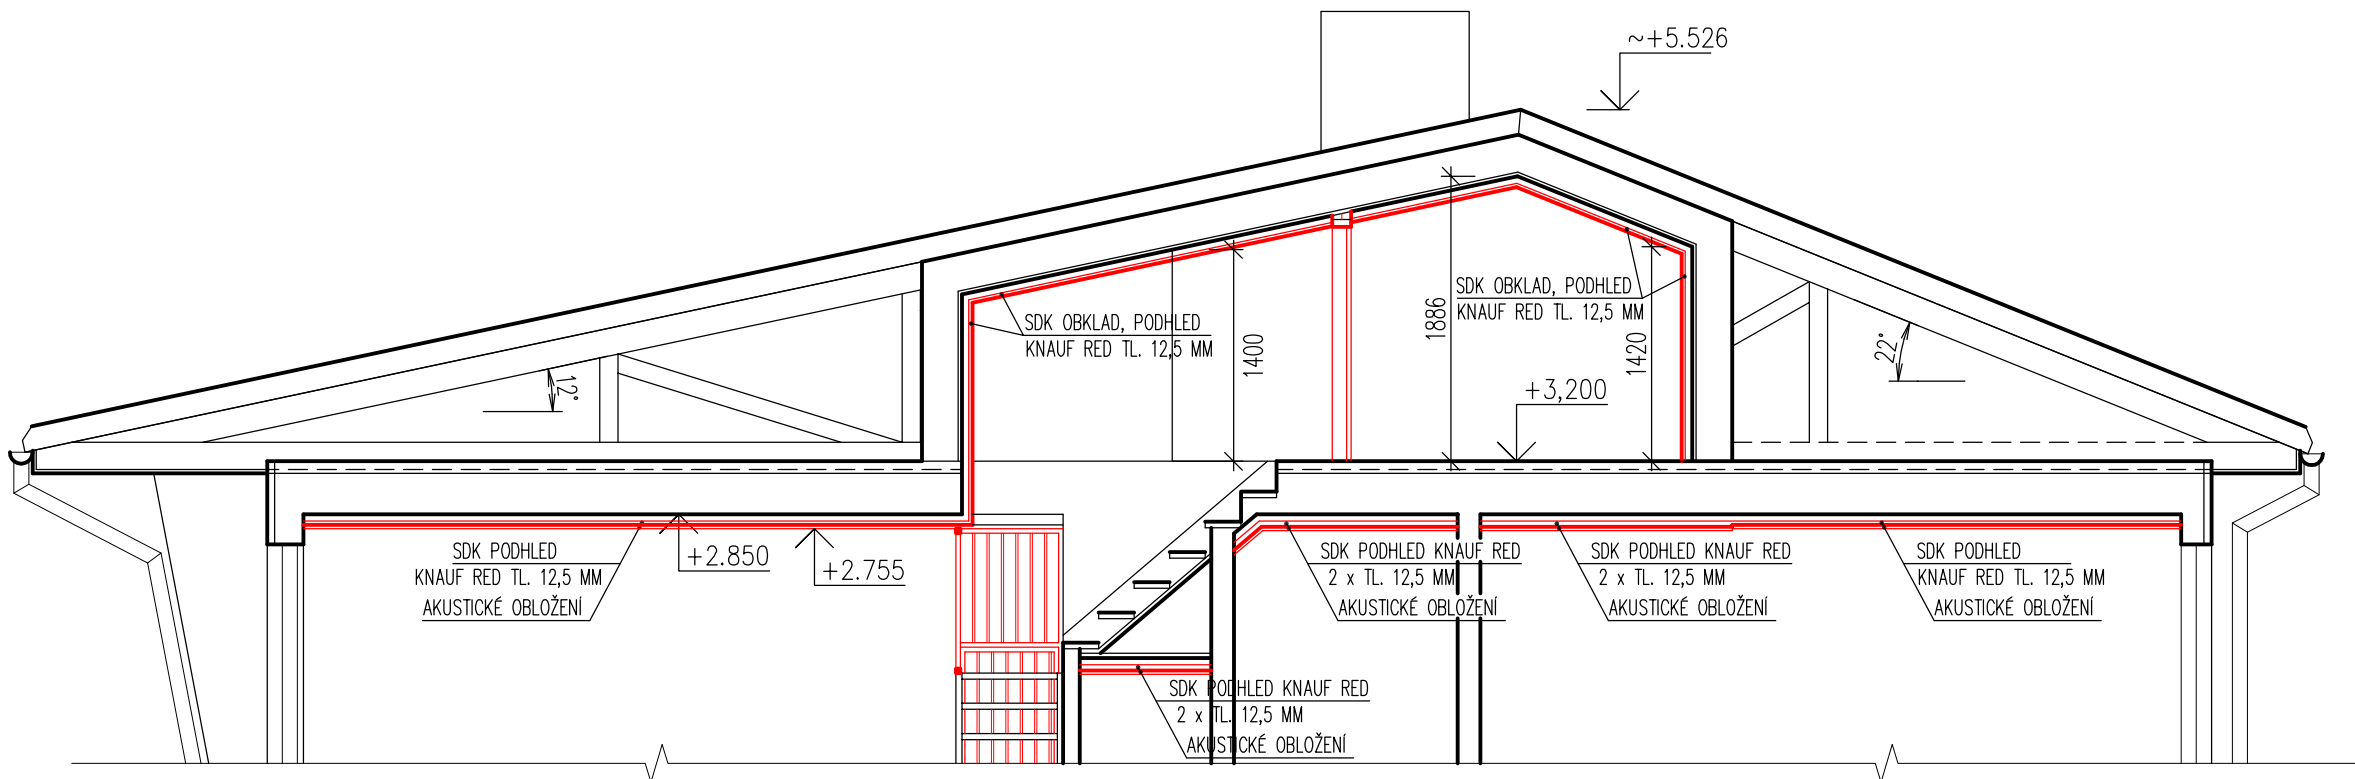 ~+5.526
SDK OBKLAD, PODHLED
KNAUF RED TL. 12,5 MM
1400
1886
SDK OBKLAD, PODHLED
KNAUF RED TL. 12,5 MM
1420
22°
12°
+3,200
SDK PODHLED
KNAUF RED TL. 12,5 MM
AKUSTICKÉ OBLOŽENÍ
+2.850
+2.755
SDK PODHLED KNAUF RED
2 x TL. 12,5 MM
AKUSTICKÉ OBLOŽENÍ
SDK PODHLED KNAUF RED
2 x TL. 12,5 MM
AKUSTICKÉ OBLOŽENÍ
SDK PODHLED
KNAUF RED TL. 12,5 MM
AKUSTICKÉ OBLOŽENÍ
SDK PODHLED KNAUF RED
2 x TL. 12,5 MM
AKUSTICKÉ OBLOŽENÍ